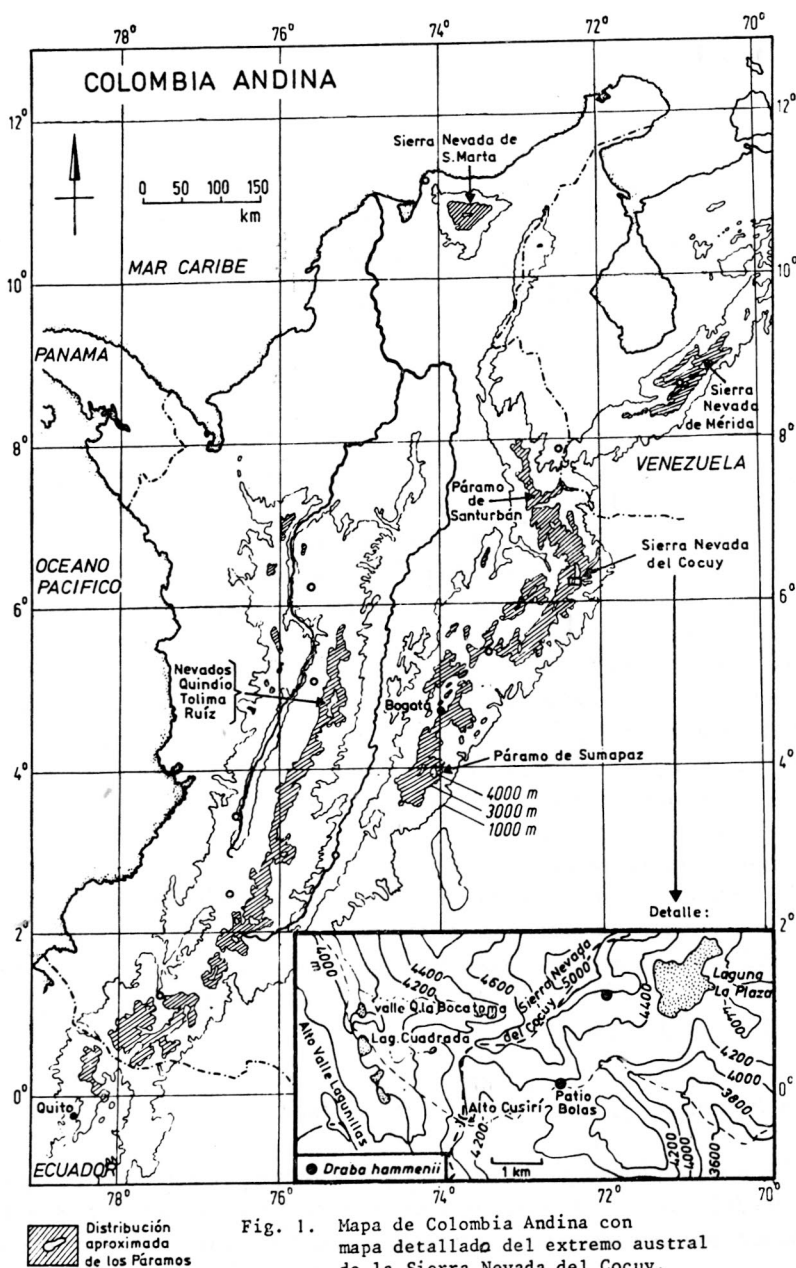 78°
76°
74°
72°
70°
COLOMBIA ANDINA
12°
Sierra Nevada de
S. Marta
0 50 100 150
km
MAR CARIBE
10°
10°
PANAMA
Sierra
Nevada
de Mérida
8°
8°
VENEZUELA
Páramo
de
Santurbán
Sierra Nevada
del Cocuy
OCEANO
PACIFICO
6°
6°
Nevados
Quindío
Tolima
Ruíz
Bogotá
Páramo de Sumapaz
4°
4°
4000 m
3000 m
1000 m
Detalle :
2°
2°
4000
m
4400
4200
4600
Sierra Nevada
del Cocuy
5000
Laguna
La Plaza
4400
4400
valle Q. la Bocatoma
Lag. Cuadrada
Alto Valle Lagunillas
4200
4000
3800
0°
0°
Alto Cusirí
Patio
Bolas
4200
4200
4000
3600
Quito
ECUADOR
● Draba hammenii
1 km
78°
76°
74°
72°
70°
Distribución
aproximada
de los Páramos
Fig. 1. Mapa de Colombia Andina con
mapa detallado del extremo austral
de la Sierra Nevada del Cocuy.